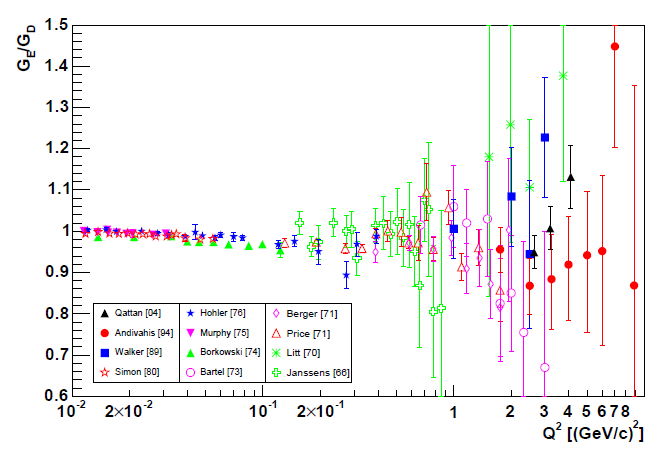 G_E/G_D
1.5
1.4
1.3
1.2
1.1
1
0.9
0.8
0.7
0.6
Qattan [04]
Andivahis [94]
Walker [89]
Simon [80]
Hohler [76]
Murphy [75]
Borkowski [74]
Bartel [73]
Berger [71]
Price [71]
Litt [70]
Janssens [66]
10^-2 2×10^-2 10^-1 2×10^-1 1 2 3 4 5 6 7 8
Q^2 [(GeV/c)^2]